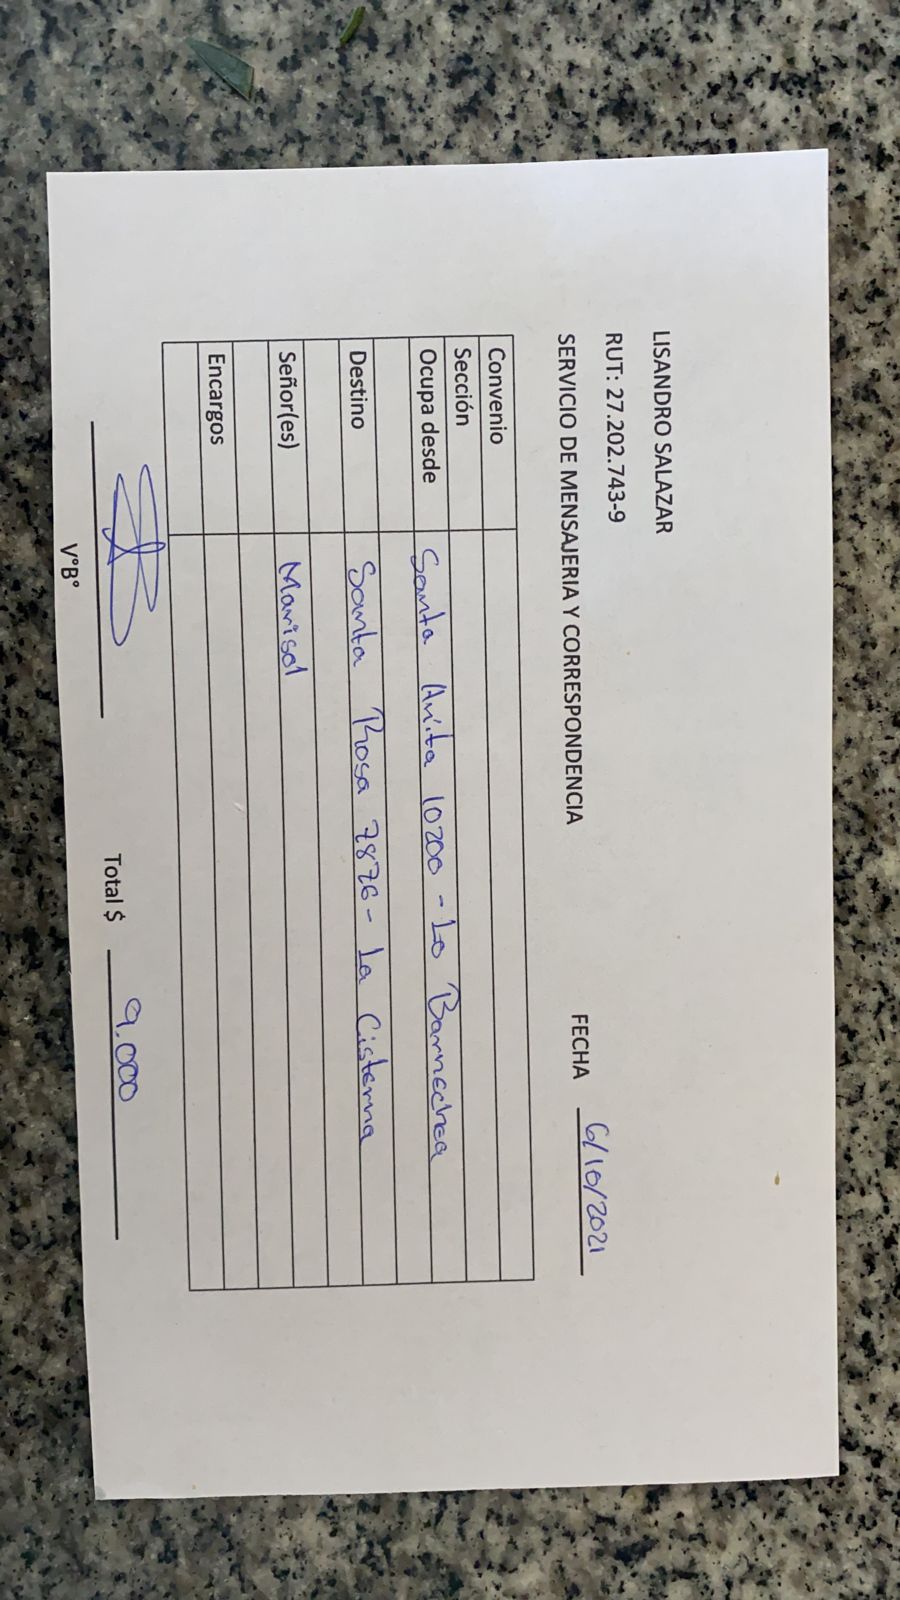 LISANDRO SALAZAR
RUT: 27.202.743-9
SERVICIO DE MENSAJERIA Y CORRESPONDENCIA
FECHA 6/10/2021
Convenio
Sección
Ocupa desde Santa Anita 10200 - Lo Barnechea
Destino Santa Rosa 7876 - La Cisterna
Señor(es) Marisol
Encargos
Total $ 9.000
V°B°